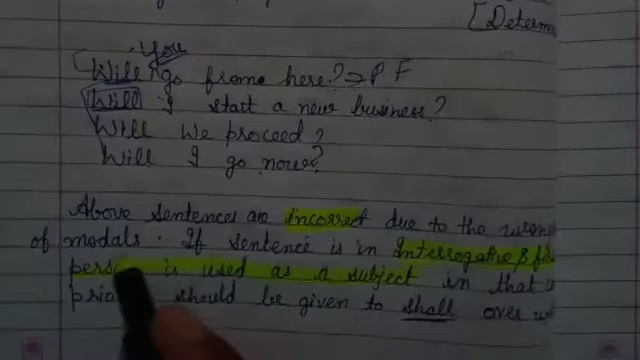 [Determ
You
Will go frome here? => P F
Will I start a new business?
Will we proceed?
Will I go now?
Above sentences are incorrect due to the wrong
of modals. If sentence is in Interrogative &
person is used as a subject in that
should be given to shall over